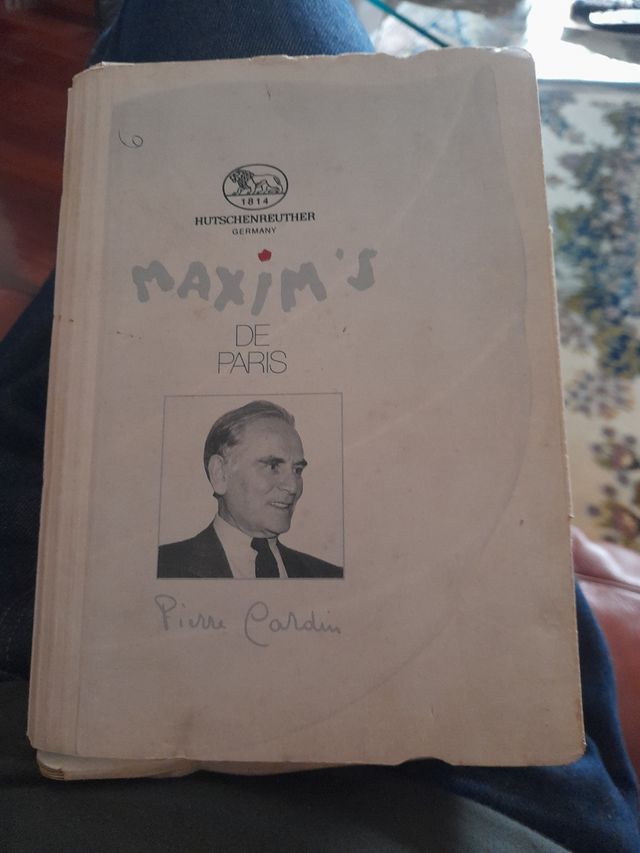 6
1814
HUTSCHENREUTHER
GERMANY
MAXIM'S
DE
PARIS
Pierre Cardin